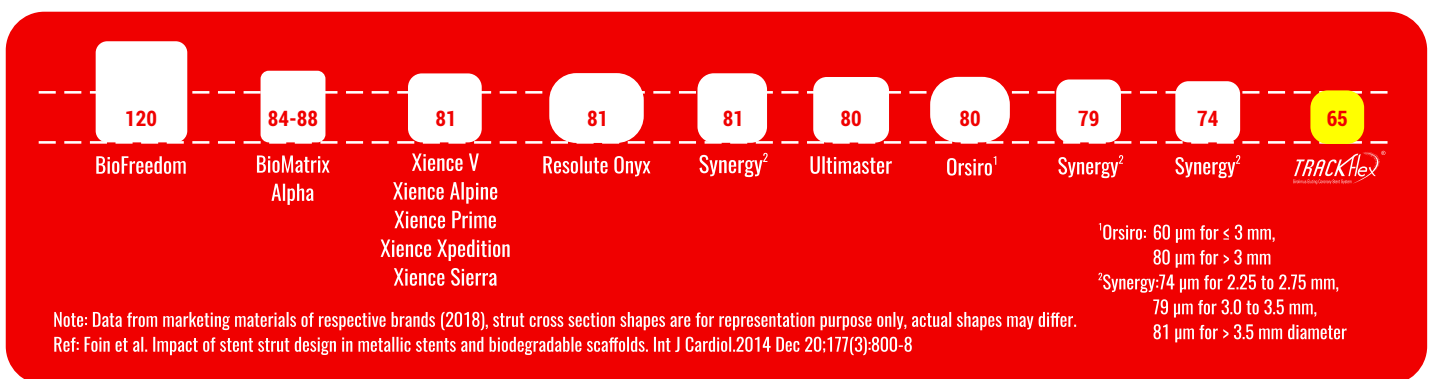 120
84-88
81
81
81
80
80
79
74
65
BioFreedom
BioMatrix
Alpha
Xience V
Xience Alpine
Xience Prime
Xience Xpedition
Xience Sierra
Resolute Onyx
Synergy²
Ultimaster
Orsiro¹
Synergy²
Synergy²
TRACKflex®
¹Orsiro: 60 µm for ≤ 3 mm,
80 µm for > 3 mm
²Synergy:74 µm for 2.25 to 2.75 mm,
79 µm for 3.0 to 3.5 mm,
81 µm for > 3.5 mm diameter
Note: Data from marketing materials of respective brands (2018), strut cross section shapes are for representation purpose only, actual shapes may differ.
Ref: Foin et al. Impact of stent strut design in metallic stents and biodegradable scaffolds. Int J Cardiol.2014 Dec 20;177(3):800-8